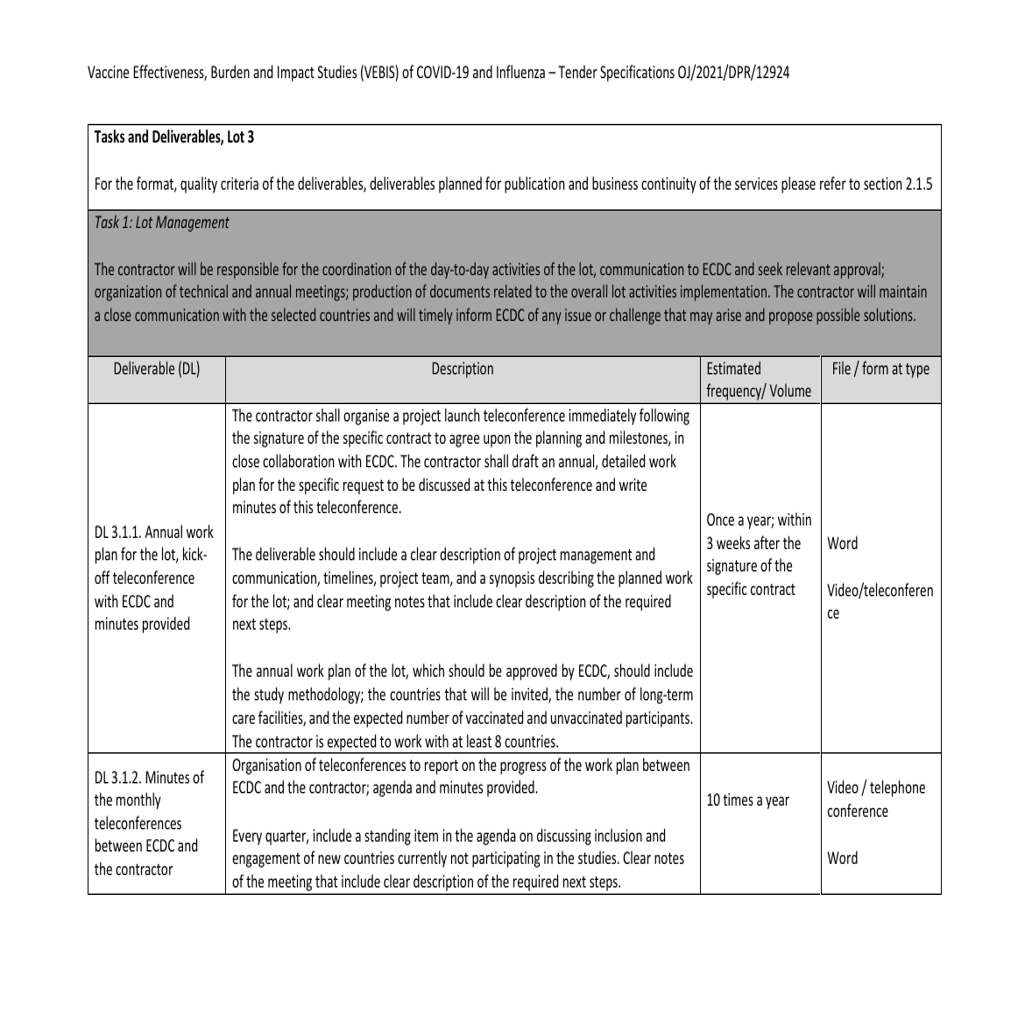 Vaccine Effectiveness, Burden and Impact Studies (VEBIS) of COVID-19 and Influenza – Tender Specifications OJ/2021/DPR/12924
Tasks and Deliverables, Lot 3
For the format, quality criteria of the deliverables, deliverables planned for publication and business continuity of the services please refer to section 2.1.5
Task 1: Lot Management
The contractor will be responsible for the coordination of the day-to-day activities of the lot, communication to ECDC and seek relevant approval;
organization of technical and annual meetings; production of documents related to the overall lot activities implementation. The contractor will maintain
a close communication with the selected countries and will timely inform ECDC of any issue or challenge that may arise and propose possible solutions.
Deliverable (DL)
Description
Estimated
frequency/ Volume
File / form at type
DL 3.1.1. Annual work
plan for the lot, kick-
off teleconference
with ECDC and
minutes provided
The contractor shall organise a project launch teleconference immediately following
the signature of the specific contract to agree upon the planning and milestones, in
close collaboration with ECDC. The contractor shall draft an annual, detailed work
plan for the specific request to be discussed at this teleconference and write
minutes of this teleconference.
The deliverable should include a clear description of project management and
communication, timelines, project team, and a synopsis describing the planned work
for the lot; and clear meeting notes that include clear description of the required
next steps.
The annual work plan of the lot, which should be approved by ECDC, should include
the study methodology; the countries that will be invited, the number of long-term
care facilities, and the expected number of vaccinated and unvaccinated participants.
The contractor is expected to work with at least 8 countries.
Once a year; within
3 weeks after the
signature of the
specific contract
Word
Video/teleconferen
ce
DL 3.1.2. Minutes of
the monthly
teleconferences
between ECDC and
the contractor
Organisation of teleconferences to report on the progress of the work plan between
ECDC and the contractor; agenda and minutes provided.
Every quarter, include a standing item in the agenda on discussing inclusion and
engagement of new countries currently not participating in the studies. Clear notes
of the meeting that include clear description of the required next steps.
10 times a year
Video / telephone
conference
Word